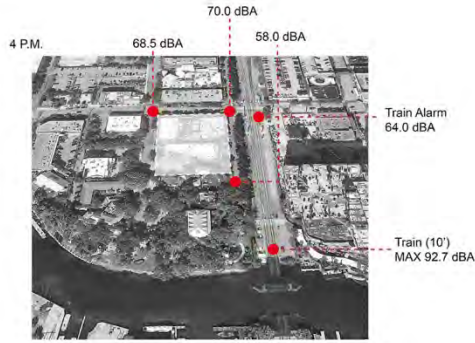 70.0 dBA
4 P.M.
68.5 dBA
58.0 dBA
Train Alarm
64.0 dBA
Train (10')
MAX 92.7 dBA